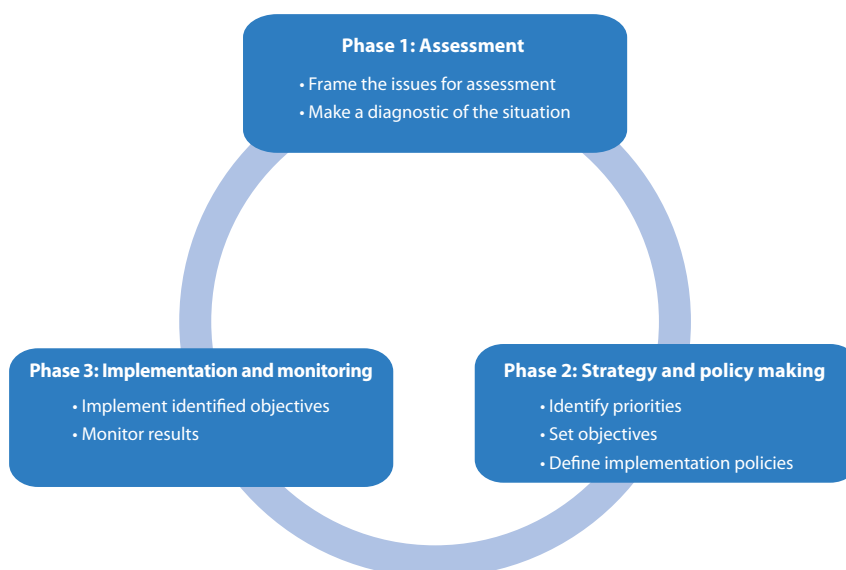 Phase 1: Assessment
• Frame the issues for assessment
• Make a diagnostic of the situation
Phase 2: Strategy and policy making
• Identify priorities
• Set objectives
• Define implementation policies
Phase 3: Implementation and monitoring
• Implement identified objectives
• Monitor results